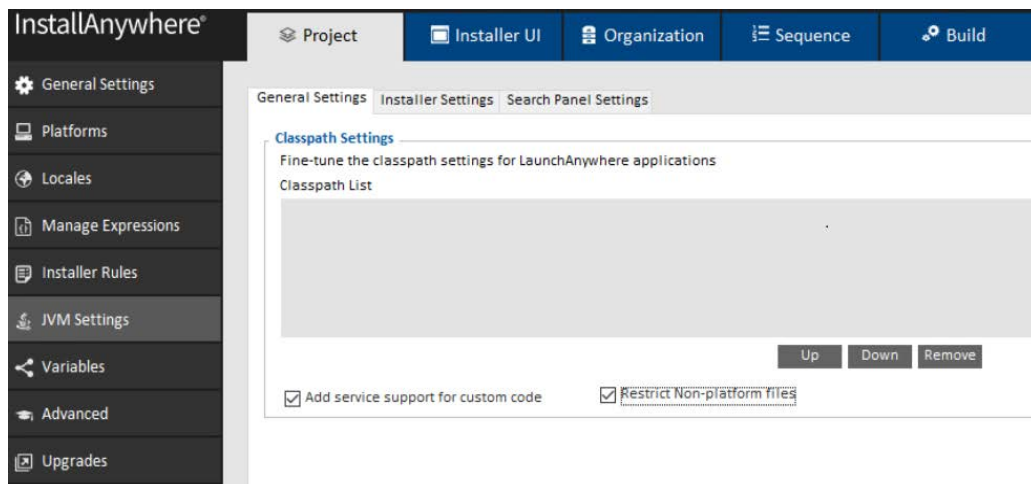 InstallAnywhere®
Project
Installer UI
Organization
Sequence
Build
General Settings
Platforms
Locales
Manage Expressions
Installer Rules
JVM Settings
Variables
Advanced
Upgrades
General Settings
Installer Settings
Search Panel Settings
Classpath Settings
Fine-tune the classpath settings for LaunchAnywhere applications
Classpath List
Up
Down
Remove
Add service support for custom code
Restrict Non-platform files